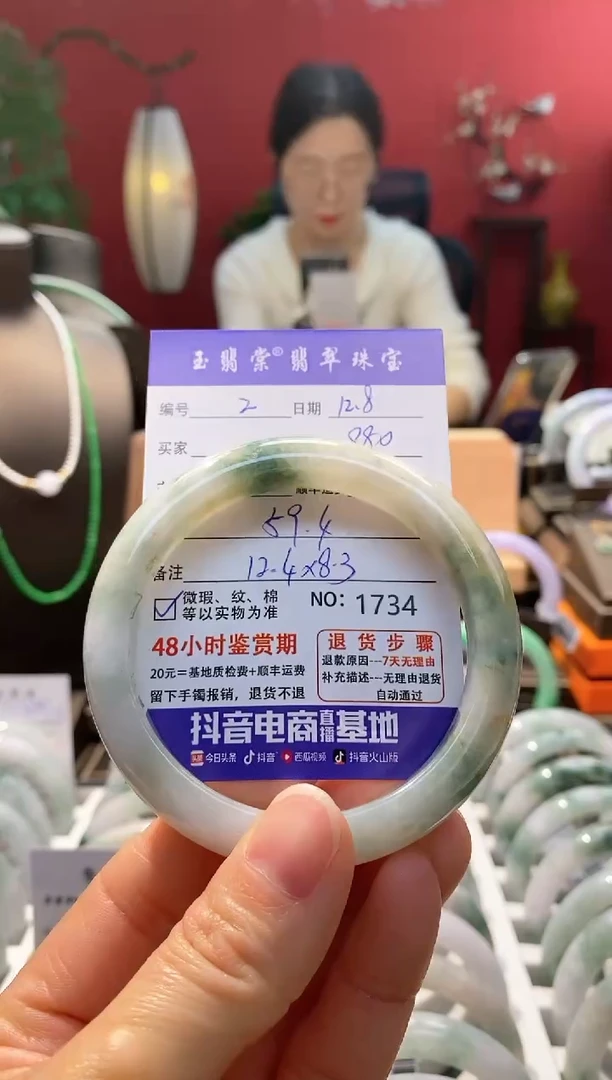 玉翡棠®翡翠珠宝
编号 2 日期 12.8
买家 980
59.4
备注 12.4x8.3
☑微瑕、纹、棉
等以实物为准
NO: 1734
48小时鉴赏期
20元=基地质检费+顺丰运费
留下手镯报销，退货不退
退货步骤
退款原因---7天无理由
补充描述---无理由退货
自动通过
抖音电商直播基地
头条 今日头条 抖音 西瓜视频 抖音火山版